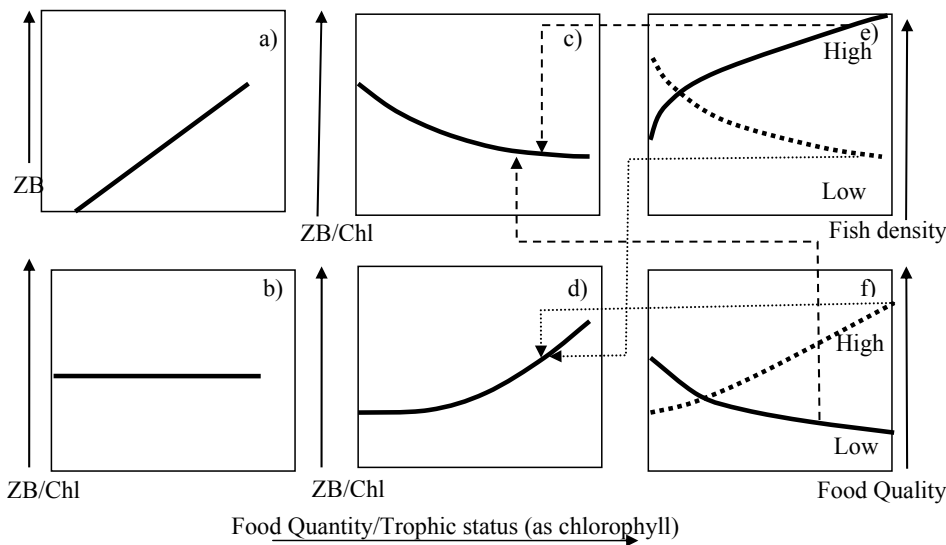 a)
ZB
c)
ZB/Chl
e)
High
Low
Fish density
b)
ZB/Chl
d)
ZB/Chl
f)
High
Low
Food Quality
Food Quantity/Trophic status (as chlorophyll)